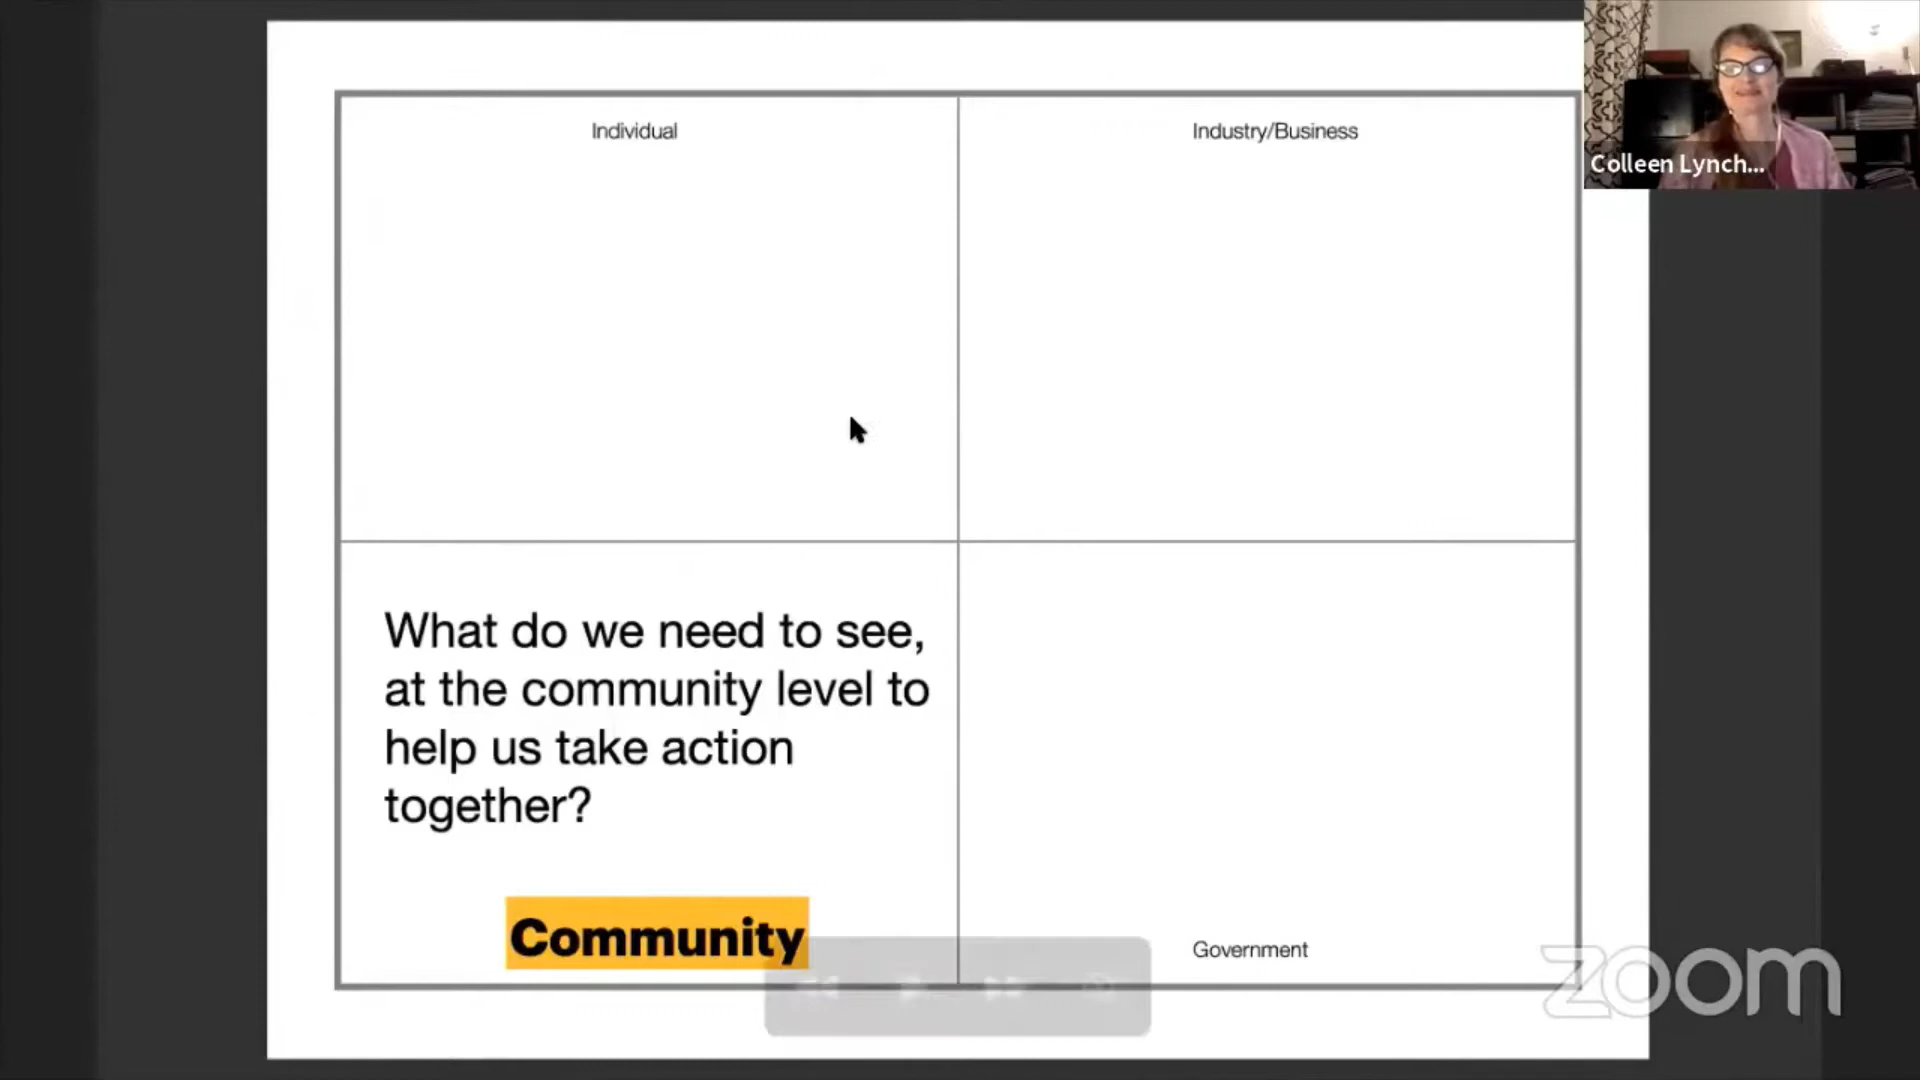 Individual
Industry/Business
Colleen Lynch...
What do we need to see,
at the community level to
help us take action
together?
Community
Government
zoom